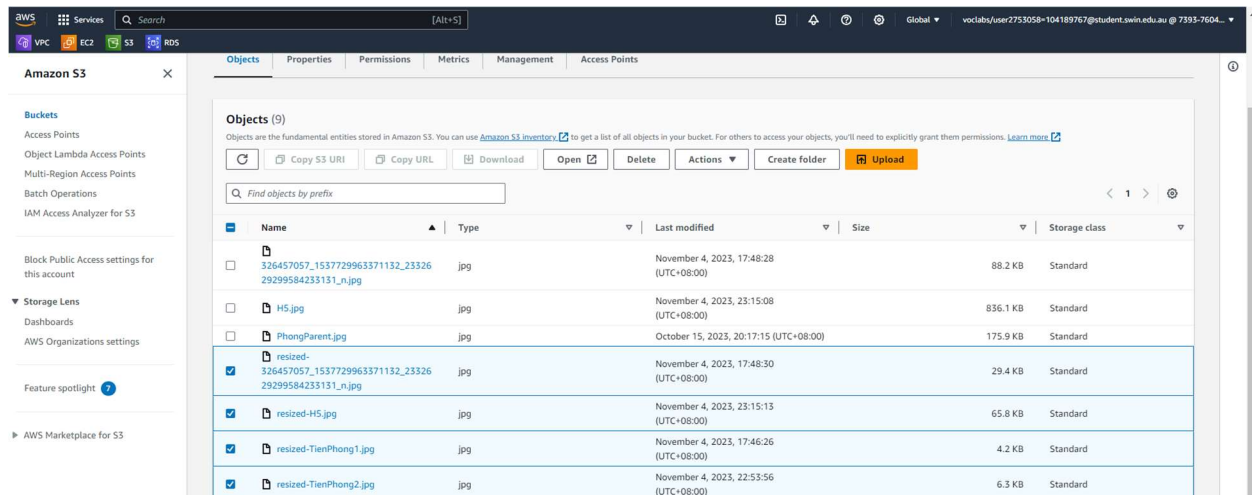 aws Services Search [Alt+S] Global voclabs/user2753058=104189767@student.swin.edu.au @ 7393-7604...
VPC EC2 S3 RDS
Amazon S3
Buckets
Access Points
Object Lambda Access Points
Multi-Region Access Points
Batch Operations
IAM Access Analyzer for S3
Block Public Access settings for
this account
Storage Lens
Dashboards
AWS Organizations settings
Feature spotlight 7
AWS Marketplace for S3
Objects Properties Permissions Metrics Management Access Points
Objects (9)
Objects are the fundamental entities stored in Amazon S3. You can use Amazon S3 inventory to get a list of all objects in your bucket. For others to access your objects, you'll need to explicitly grant them permissions. Learn more
Copy S3 URI Copy URL Download Open Delete Actions Create folder Upload
Find objects by prefix 1
Name Type Last modified Size Storage class
326457057_1537729963371132_23326
29299584233131_n.jpg
jpg
November 4, 2023, 17:48:28
(UTC+08:00)
88.2 KB Standard
H5.jpg jpg
November 4, 2023, 23:15:08
(UTC+08:00)
836.1 KB Standard
PhongParent.jpg jpg October 15, 2023, 20:17:15 (UTC+08:00) 175.9 KB Standard
resized-
326457057_1537729963371132_23326
29299584233131_n.jpg
jpg
November 4, 2023, 17:48:30
(UTC+08:00)
29.4 KB Standard
resized-H5.jpg jpg
November 4, 2023, 23:15:13
(UTC+08:00)
65.8 KB Standard
resized-TienPhong1.jpg jpg
November 4, 2023, 17:46:26
(UTC+08:00)
4.2 KB Standard
resized-TienPhong2.jpg jpg
November 4, 2023, 22:53:56
(UTC+08:00)
6.3 KB Standard